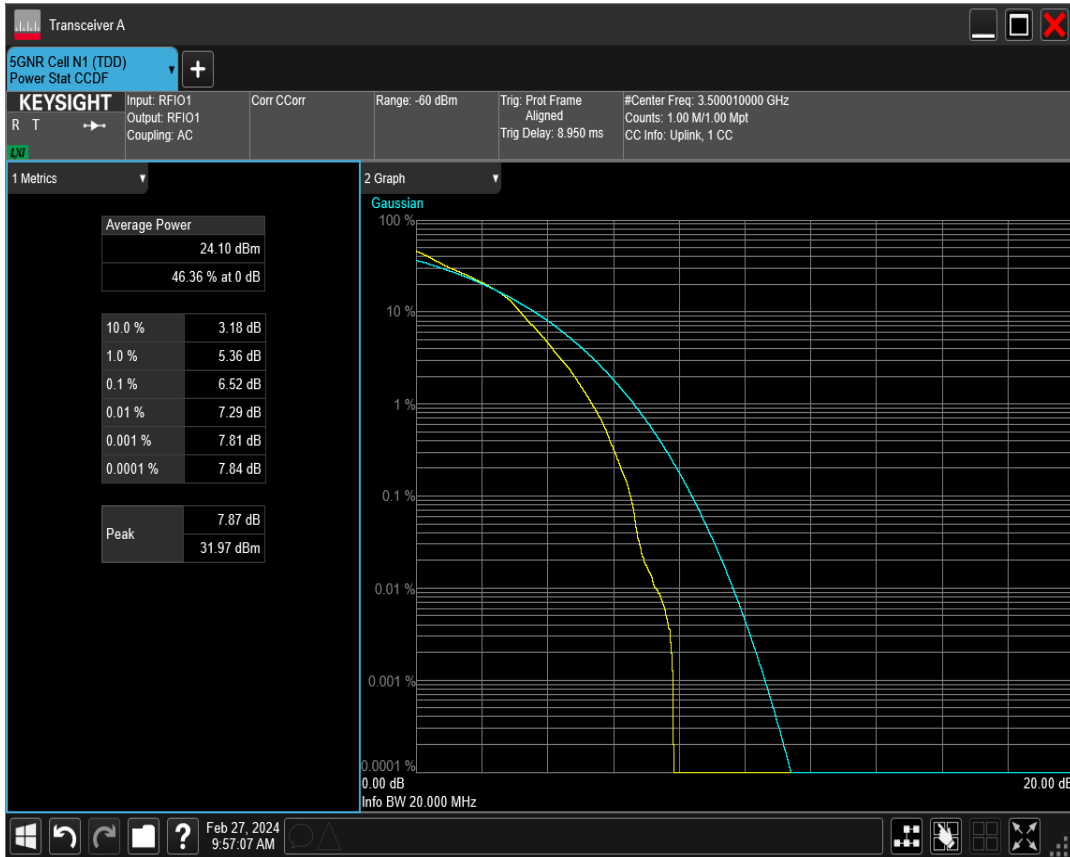 Transceiver A
5GNR Cell N1 (TDD)
Power Stat CCDF
+
KEYSIGHT
R T
LXI
Input: RFIO1
Output: RFIO1
Coupling: AC
Corr CCorr
Range: -60 dBm
Trig: Prot Frame
Aligned
Trig Delay: 8.950 ms
#Center Freq: 3.500010000 GHz
Counts: 1.00 M/1.00 Mpt
CC Info: Uplink, 1 CC
1 Metrics
Average Power
24.10 dBm
46.36 % at 0 dB
10.0 % 3.18 dB
1.0 % 5.36 dB
0.1 % 6.52 dB
0.01 % 7.29 dB
0.001 % 7.81 dB
0.0001 % 7.84 dB
Peak
7.87 dB
31.97 dBm
2 Graph
Gaussian
100 %
10 %
1 %
0.1 %
0.01 %
0.001 %
0.0001 %
0.00 dB 20.00 dB
Info BW 20.000 MHz
?
Feb 27, 2024
9:57:07 AM